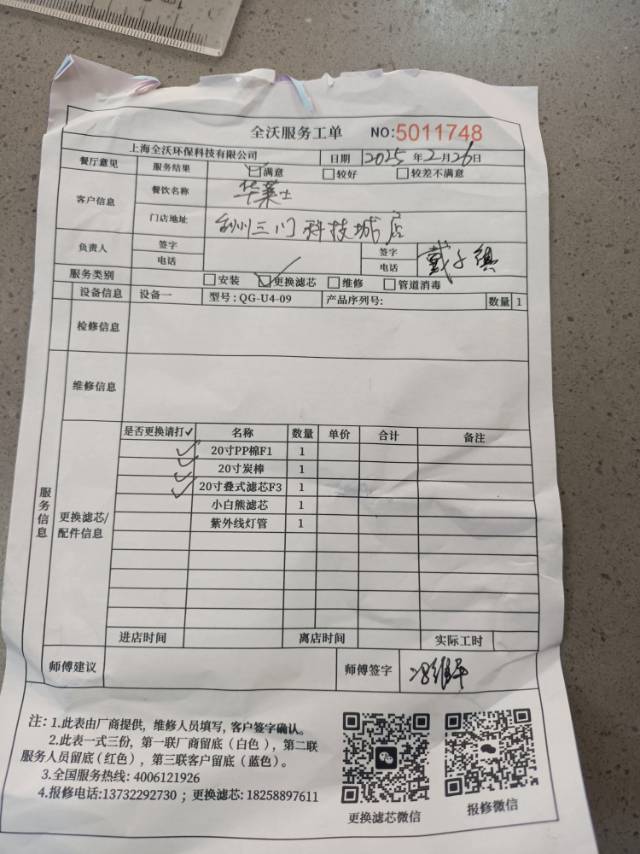 全沃服务工单 NO:5011748
上海全沃环保科技有限公司 日期 2025年2月26日
餐厅意见 服务结果 满意 较好 较差不满意
客户信息 餐饮名称 华莱士
门店地址 台州三门科技城店
负责人 签字 签字
电话 电话
服务类别 安装 更换滤芯 维修 管道消毒
设备信息 设备一 型号:QG-U4-09 产品序列号: 数量 1
检修信息
维修信息
服务信息
更换滤芯/配件信息
是否更换请打✓ 名称 数量 单价 合计 备注
✓ 20寸PP棉F1 1
✓ 20寸炭棒 1
✓ 20寸叠式滤芯F3 1
小白熊滤芯 1
紫外线灯管 1
进店时间 离店时间 实际工时
师傅建议 师傅签字
注:1.此表由厂商提供,维修人员填写,客户签字确认。
2.此表一式三份,第一联厂商留底(白色),第二联
服务人员留底(红色),第三联客户留底(蓝色)。
3.全国服务热线:4006121926
4.报修电话:13732292730;更换滤芯:18258897611
更换滤芯微信 报修微信